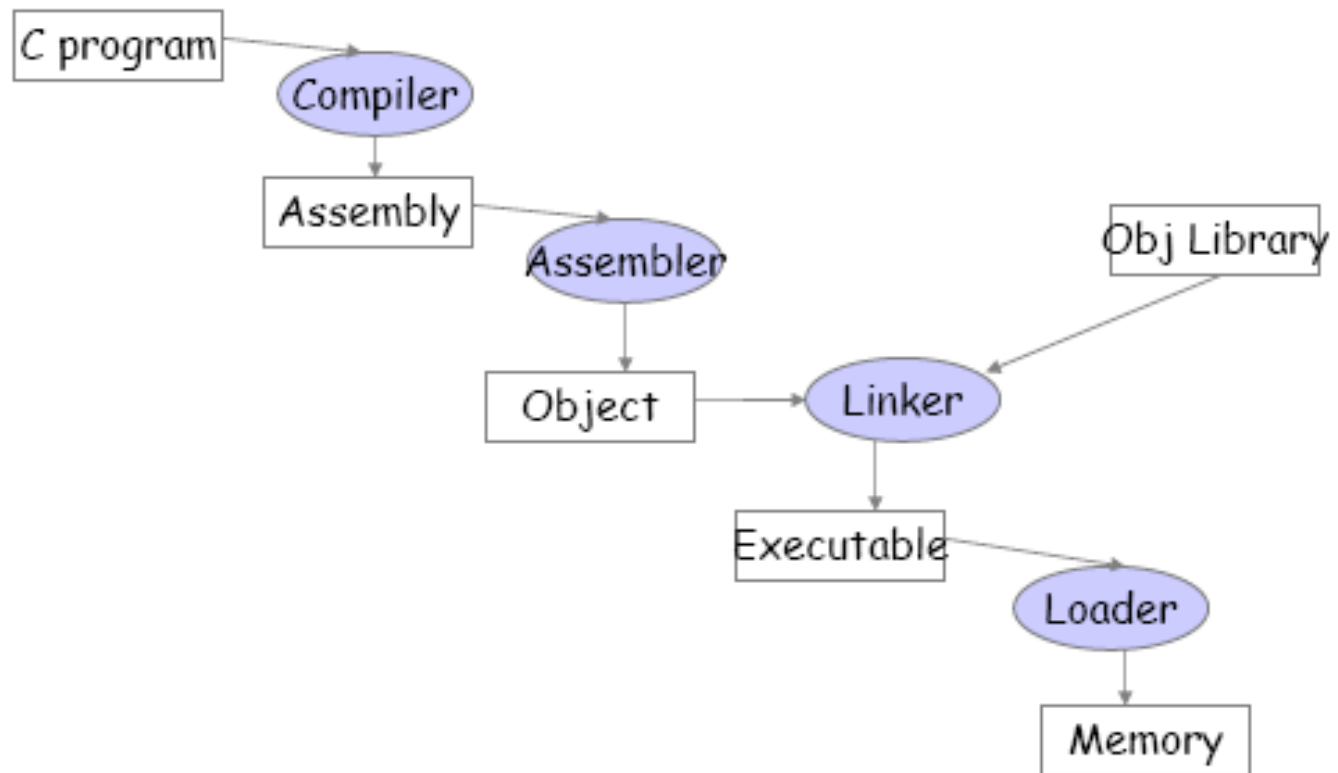 C program
Compiler
Assembly
Assembler
Obj Library
Object
Linker
Executable
Loader
Memory